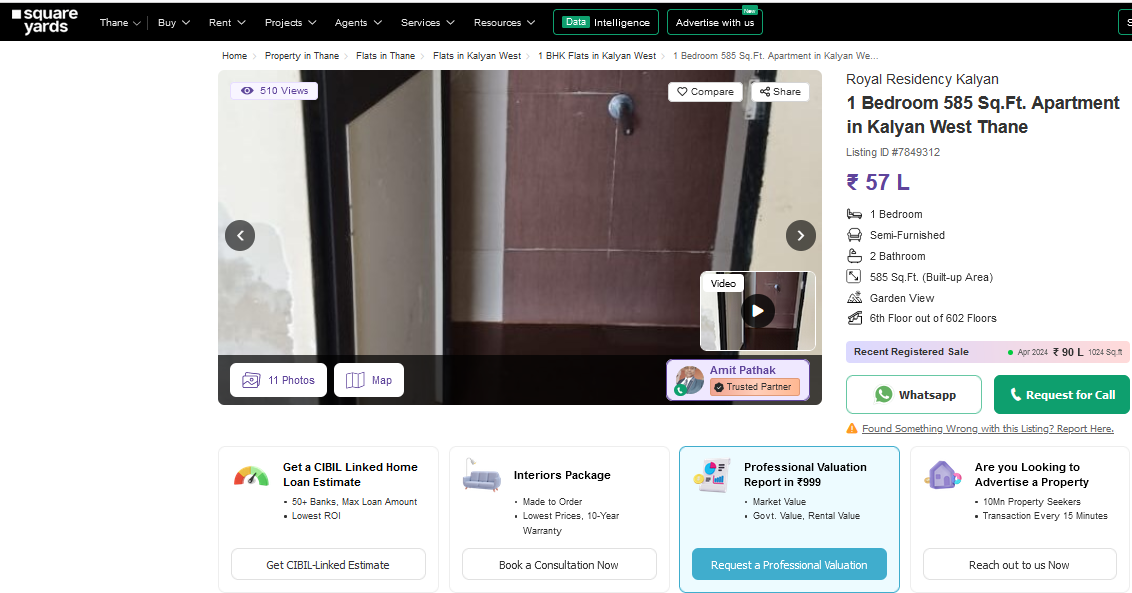 square
yards
Thane
Buy
Rent
Projects
Agents
Services
Resources
Data Intelligence
Advertise with us
New
Home
Property in Thane
Flats in Thane
Flats in Kalyan West
1 BHK Flats in Kalyan West
1 Bedroom 585 Sq.Ft. Apartment in Kalyan We...
510 Views
Compare
Share
Video
11 Photos
Map
Amit Pathak
Trusted Partner
Royal Residency Kalyan
1 Bedroom 585 Sq.Ft. Apartment
in Kalyan West Thane
Listing ID #7849312
₹ 57 L
1 Bedroom
Semi-Furnished
2 Bathroom
585 Sq.Ft. (Built-up Area)
Garden View
6th Floor out of 602 Floors
Recent Registered Sale
Apr 2024 ₹ 90 L 1024 Sq.ft
Whatsapp
Request for Call
Found Something Wrong with this Listing? Report Here.
Get a CIBIL Linked Home
Loan Estimate
• 50+ Banks, Max Loan Amount
• Lowest ROI
Get CIBIL-Linked Estimate
Interiors Package
• Made to Order
• Lowest Prices, 10-Year
Warranty
Book a Consultation Now
Professional Valuation
Report in ₹999
• Market Value
• Govt. Value, Rental Value
Request a Professional Valuation
Are you Looking to
Advertise a Property
• 10Mn Property Seekers
• Transaction Every 15 Minutes
Reach out to us Now